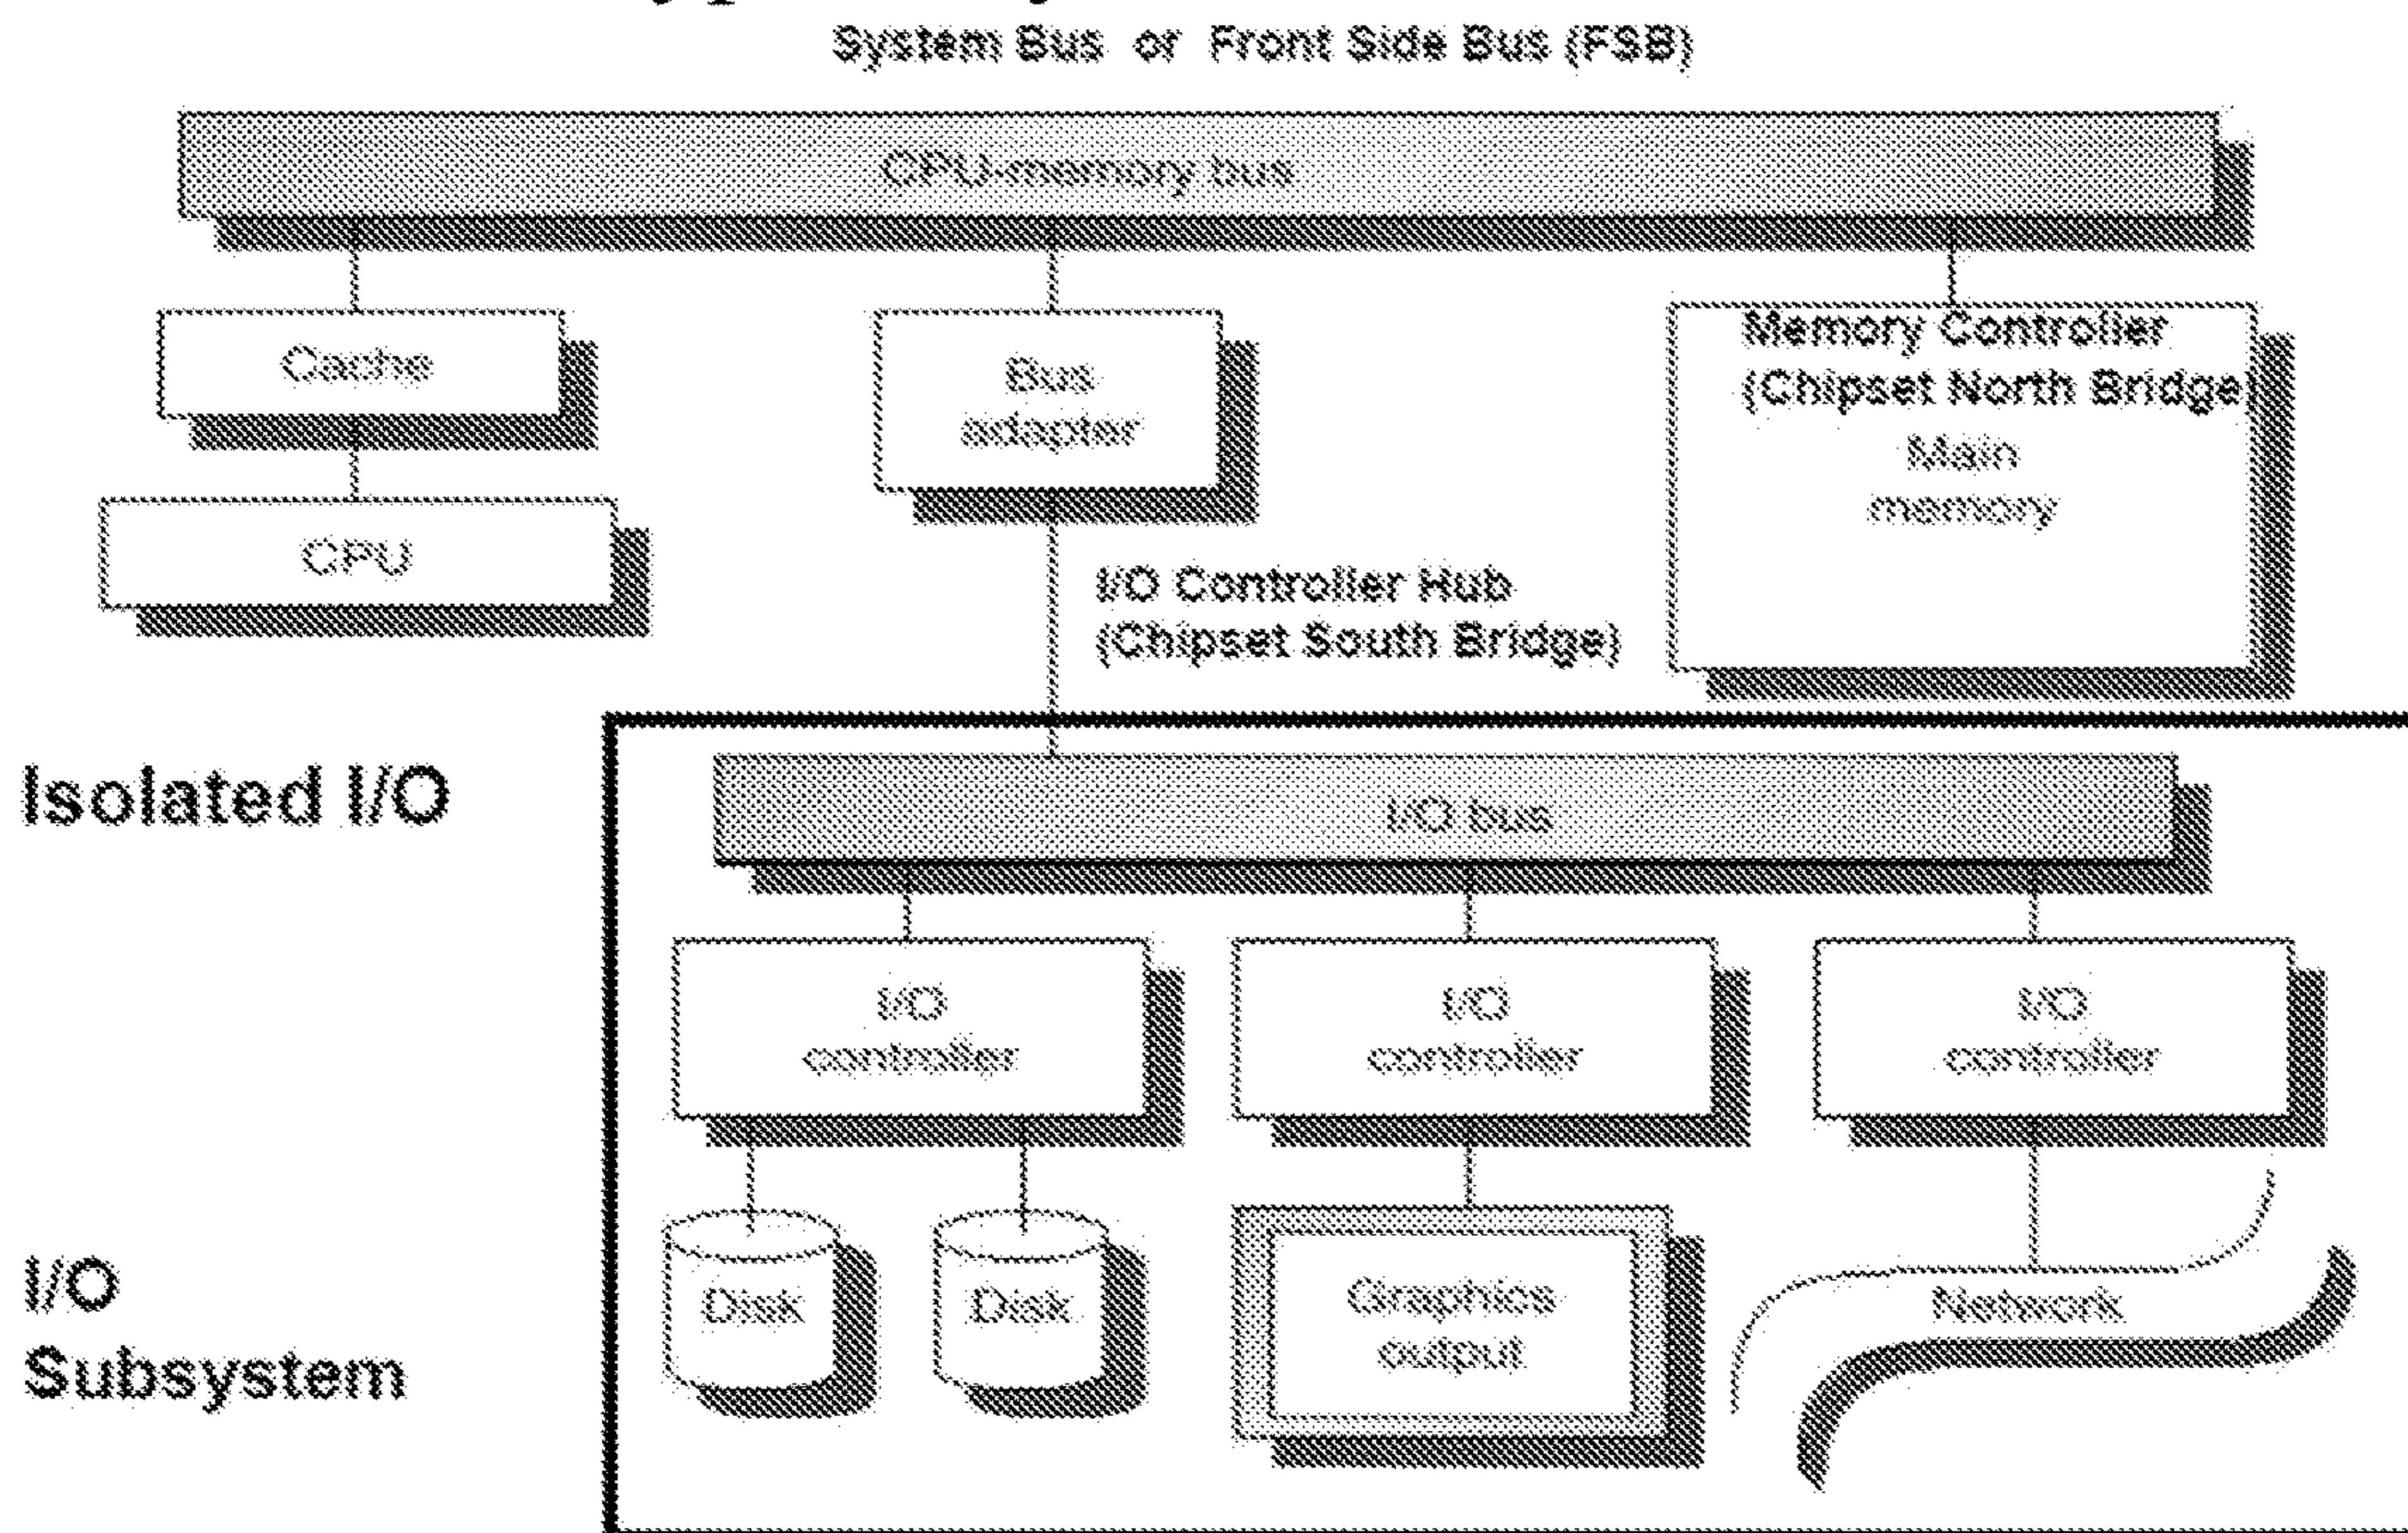 System Bus or Front Side Bus (FSB)
CPU-memory bus
Cache
Bus
adapter
Memory Controller
(Chipset North Bridge)
Main
memory
CPU
I/O Controller Hub
(Chipset South Bridge)
Isolated I/O
I/O bus
I/O
controller
I/O
controller
I/O
controller
I/O
Subsystem
Disk
Disk
Graphics
output
Network